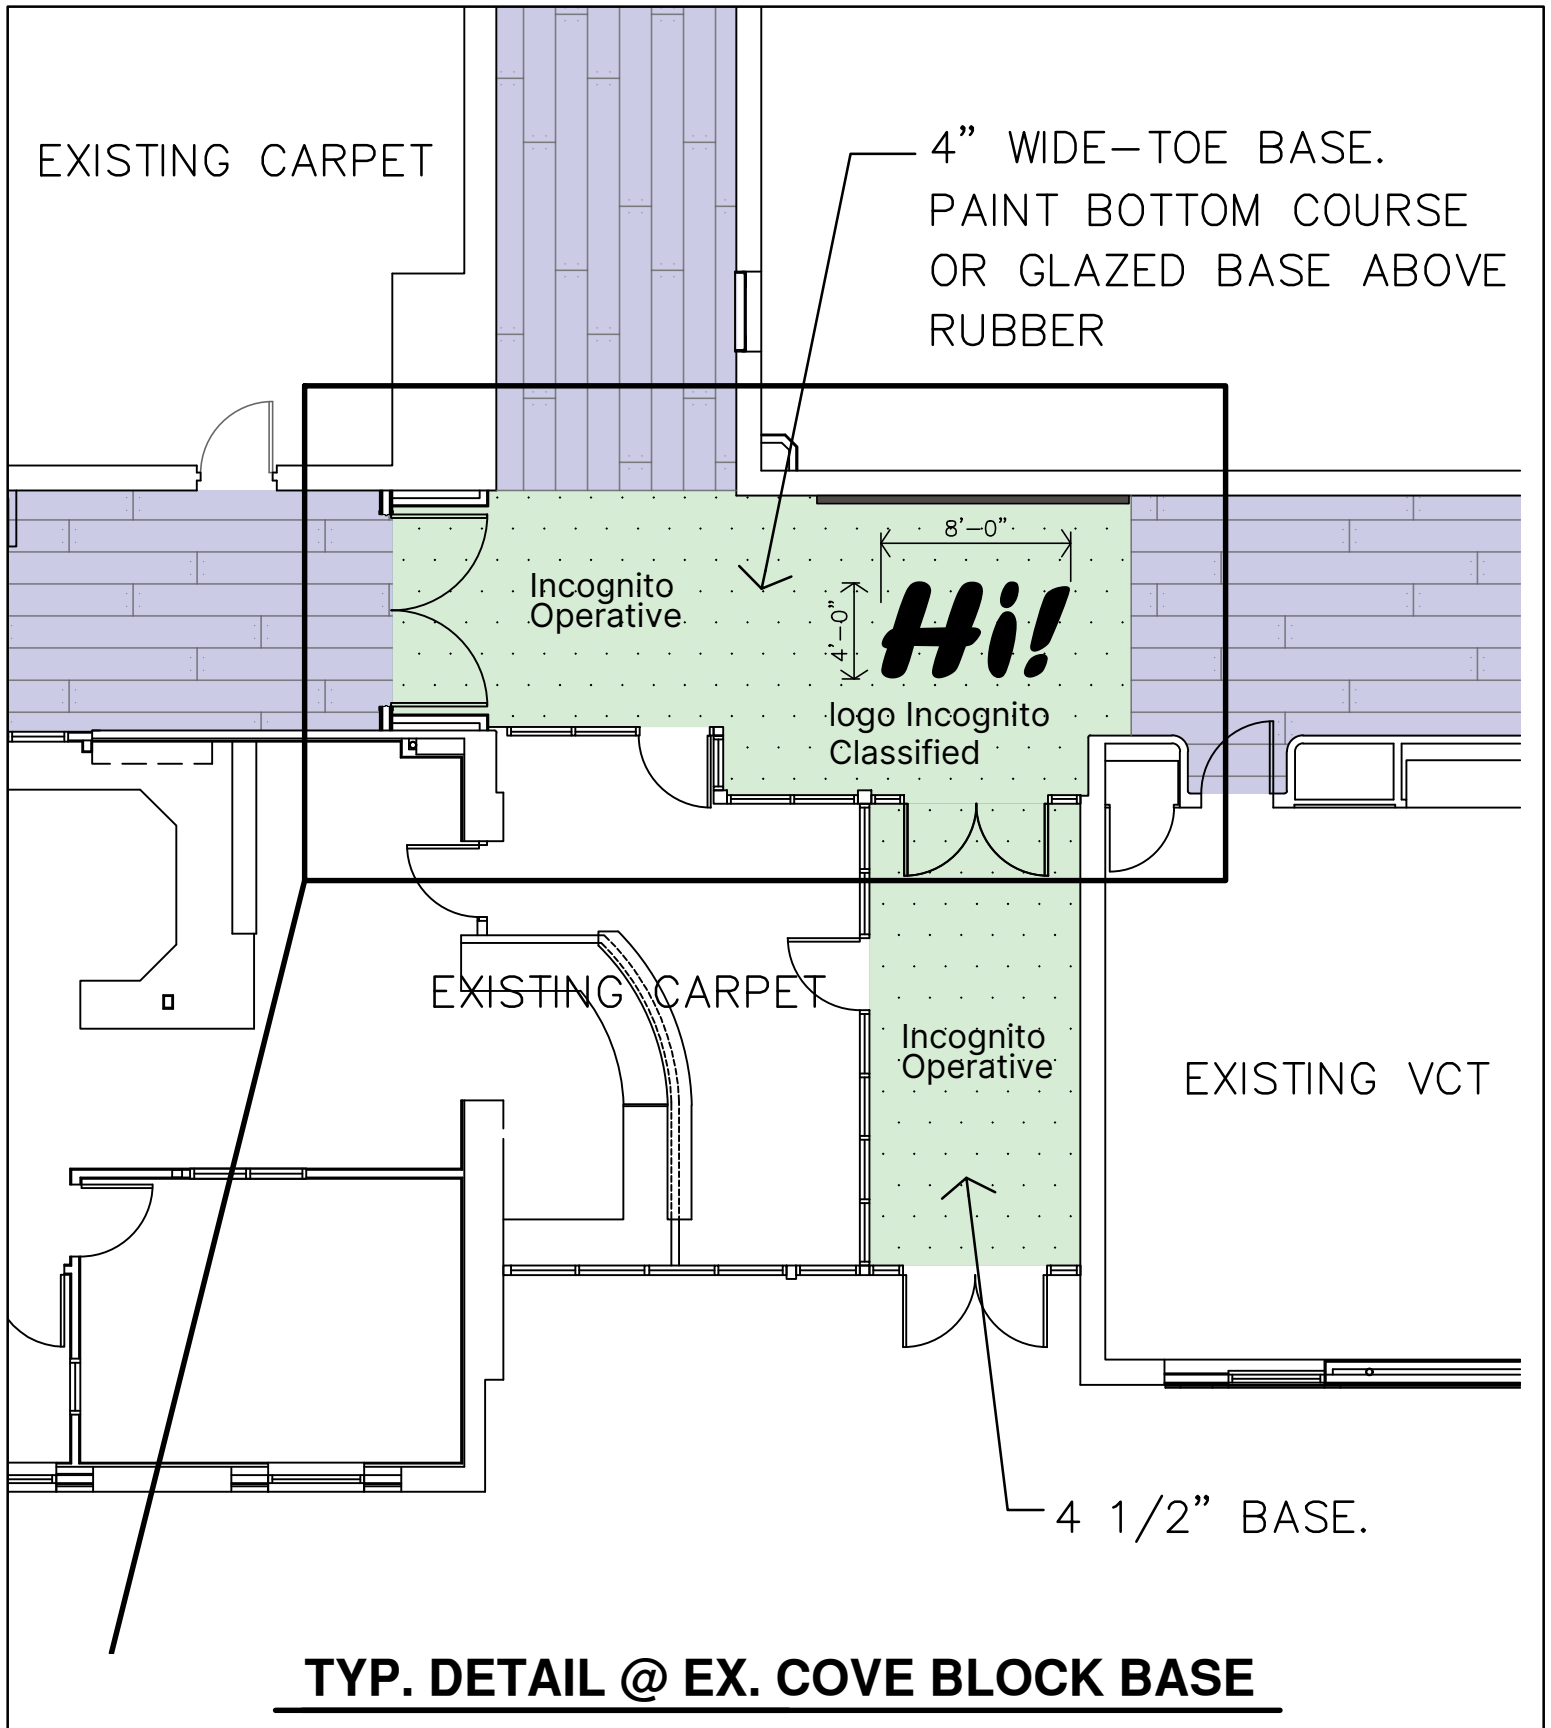 EXISTING CARPET
4” WIDE–TOE BASE.
PAINT BOTTOM COURSE
OR GLAZED BASE ABOVE
RUBBER
8’–0”
Incognito
Operative
4’–0”
Hi!
logo Incognito
Classified
EXISTING CARPET
Incognito
Operative
EXISTING VCT
4 1/2” BASE.
TYP. DETAIL @ EX. COVE BLOCK BASE